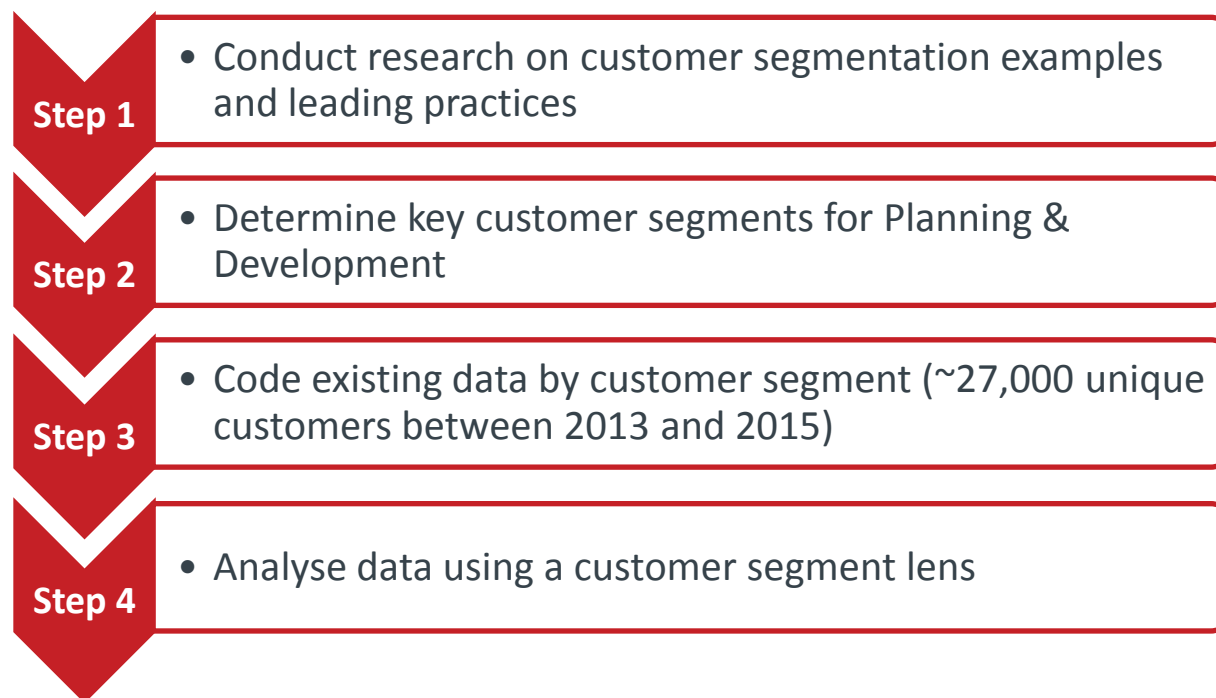 Step 1
• Conduct research on customer segmentation examples
and leading practices
Step 2
• Determine key customer segments for Planning &
Development
Step 3
• Code existing data by customer segment (~27,000 unique
customers between 2013 and 2015)
Step 4
• Analyse data using a customer segment lens